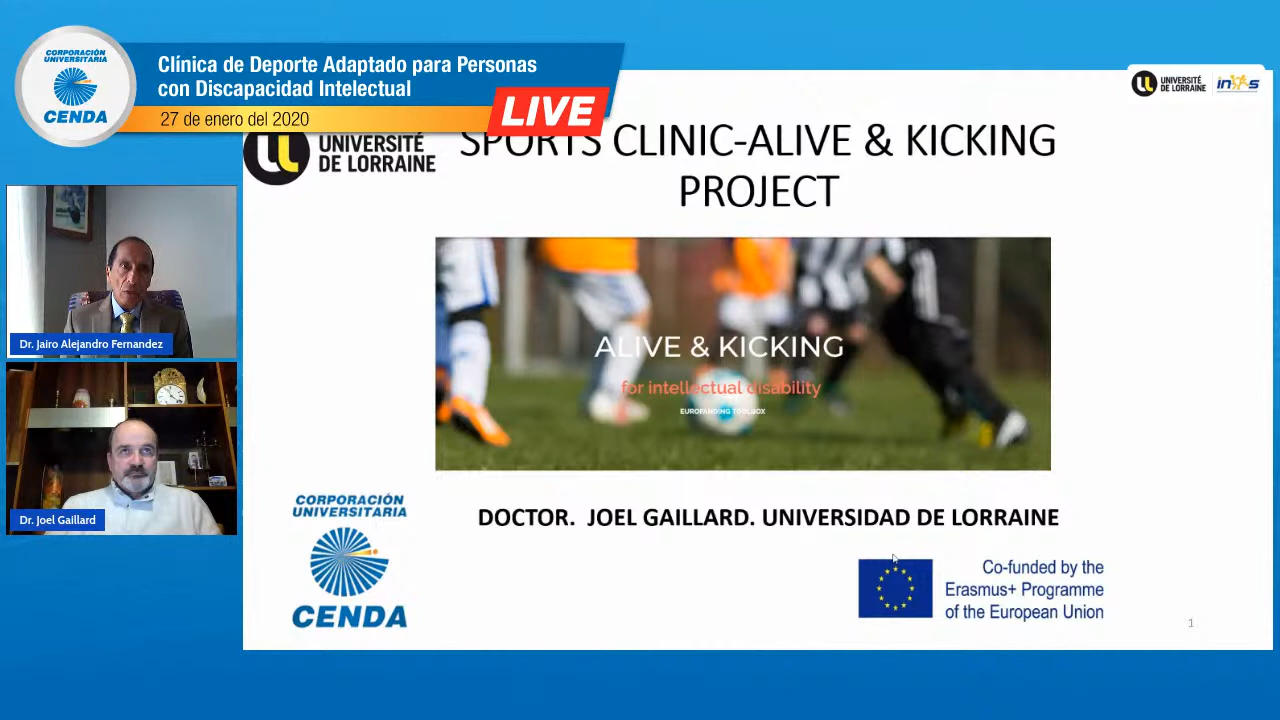 CORPORACIÓN
UNIVERSITARIA
CENDA
Clínica de Deporte Adaptado para Personas
con Discapacidad Intelectual
27 de enero del 2020
LIVE
UNIVERSITÉ
DE LORRAINE
UNIVERSITÉ
DE LORRAINE
SPORTS CLINIC-ALIVE & KICKING
PROJECT
Dr. Jairo Alejandro Fernandez
Dr. Joel Gaillard
ALIVE & KICKING
for intellectual disability
EUROFANDING TOOLBOX
CORPORACIÓN
UNIVERSITARIA
CENDA
DOCTOR. JOEL GAILLARD. UNIVERSIDAD DE LORRAINE
Co-funded by the
Erasmus+ Programme
of the European Union
1